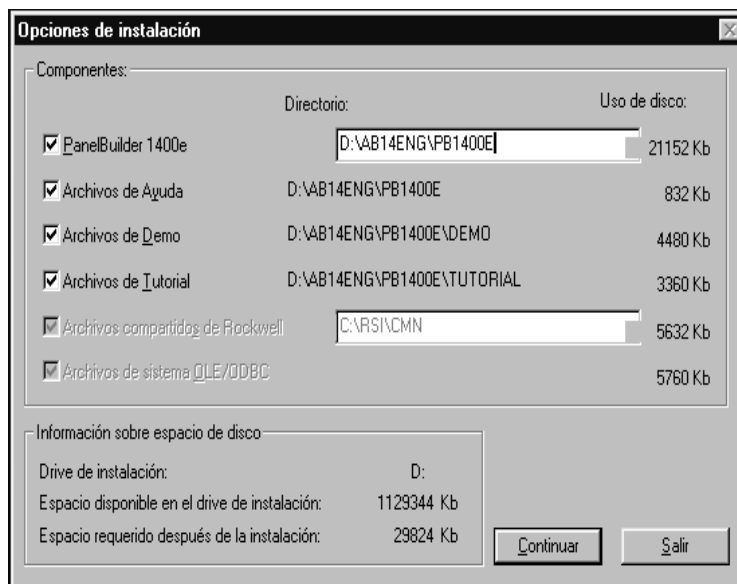 Opciones de instalación
Componentes:
Directorio: Uso de disco:
PanelBuilder 1400e D:\AB14ENG\PB1400E 21152 Kb
Archivos de Ayuda D:\AB14ENG\PB1400E 832 Kb
Archivos de Demo D:\AB14ENG\PB1400E\DEMO 4480 Kb
Archivos de Tutorial D:\AB14ENG\PB1400E\TUTORIAL 3360 Kb
Archivos compartidos de Rockwell C:\RSI\CMN 5632 Kb
Archivos de sistema OLE/ODBC 5760 Kb
Información sobre espacio de disco
Drive de instalación: D:
Espacio disponible en el drive de instalación: 1129344 Kb
Espacio requerido después de la instalación: 29824 Kb
Continuar Salir